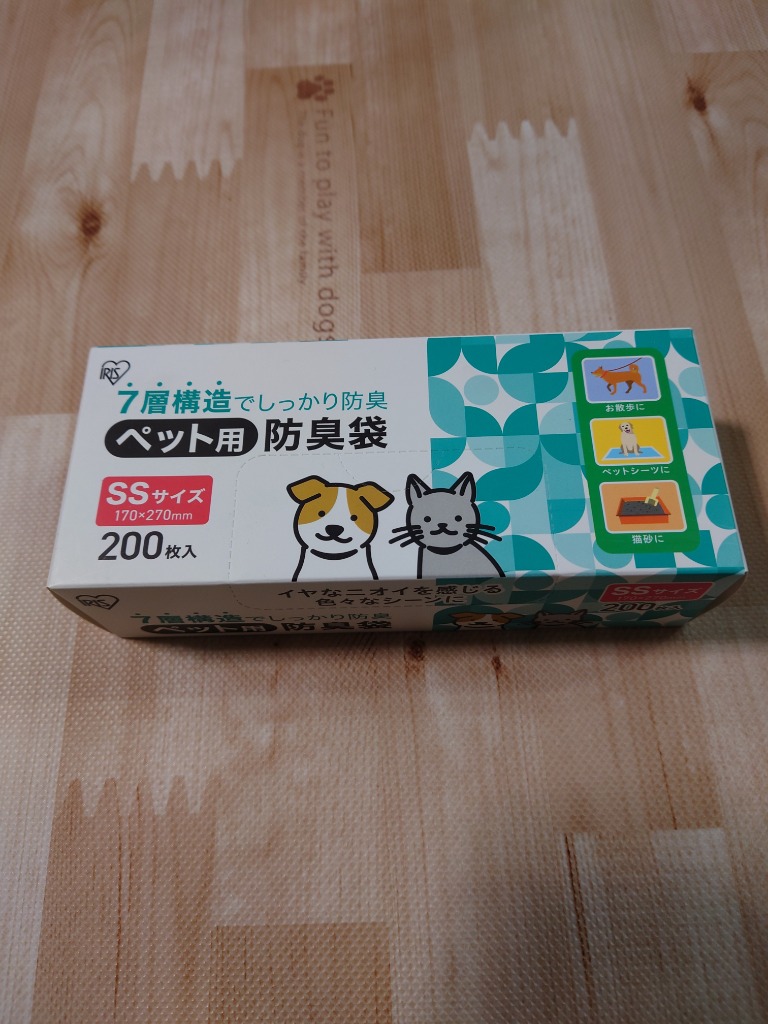 Fun to play with dogs
IRIS
7層構造でしっかり防臭
ペット用 防臭袋
SSサイズ
170×270mm
200枚入
お散歩に
ペットシーツに
猫砂に
イヤなニオイを感じる
色々なシーンに
IRIS
7層構造でしっかり防臭
ペット用 防臭袋
SSサイズ
200枚入